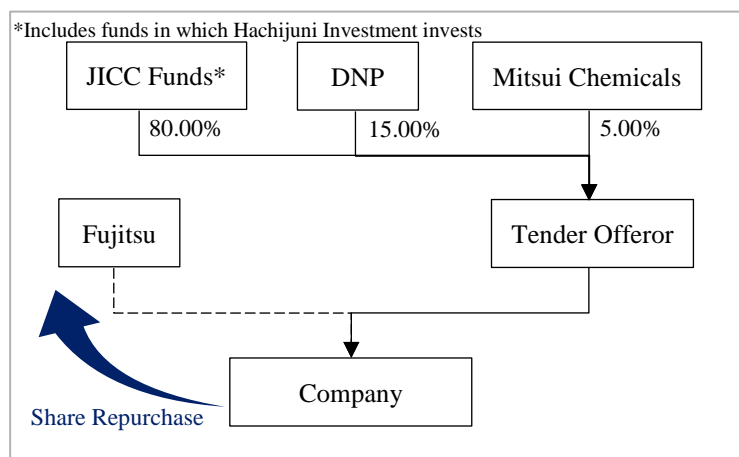 *Includes funds in which Hachijuni Investment invests
JICC Funds*
DNP
Mitsui Chemicals
80.00%
15.00%
5.00%
Fujitsu
Tender Offeror
Company
Share Repurchase